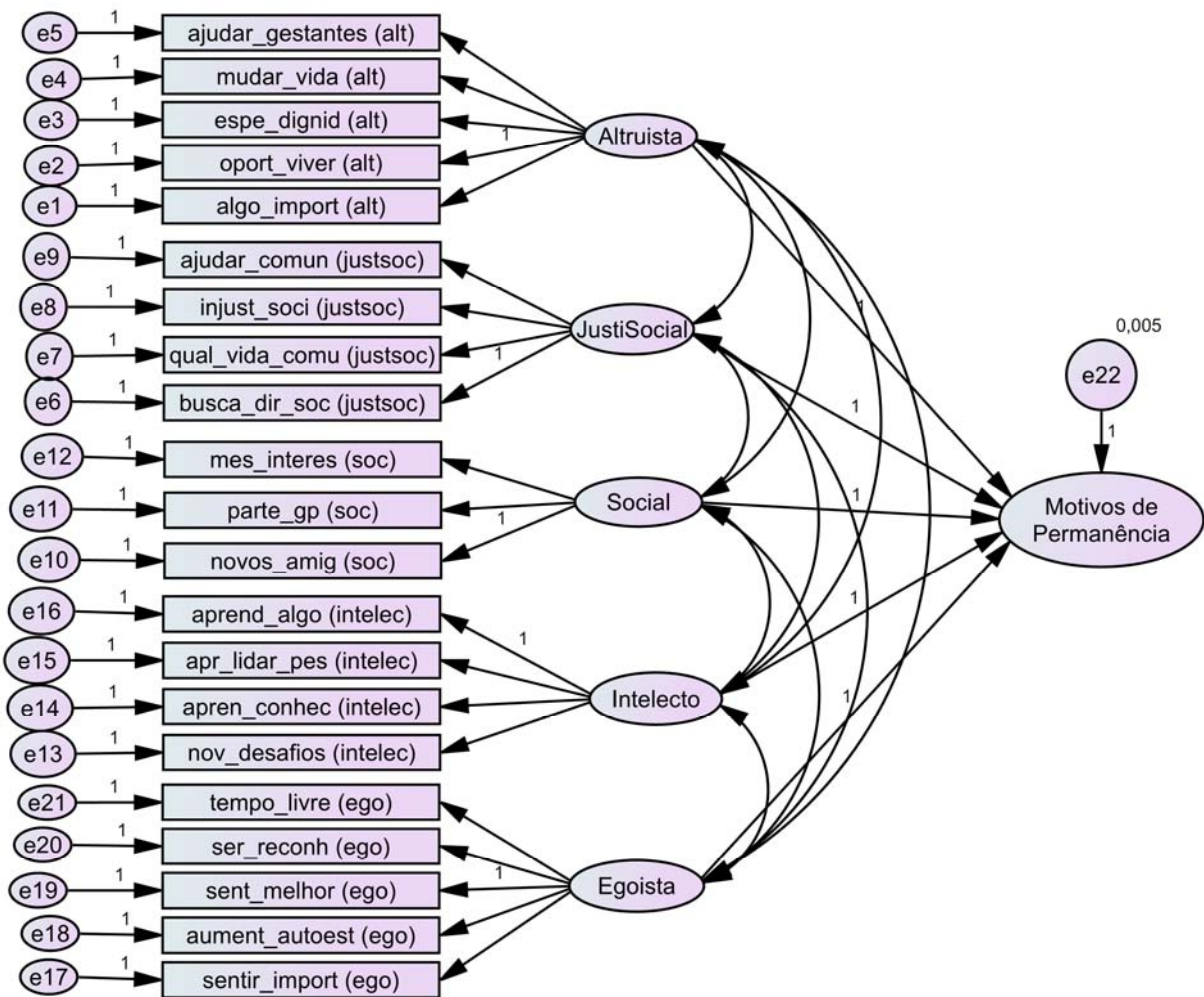 e5 1 ajudar_gestantes (alt)
e4 1 mudar_vida (alt)
e3 1 espe_dignid (alt)
e2 1 oport_viver (alt)
e1 1 algo_import (alt)
1
Altruista
e9 1 ajudar_comun (justsoc)
e8 1 injust_soci (justsoc)
e7 1 qual_vida_comu (justsoc)
e6 1 busca_dir_soc (justsoc)
1
JustiSocial
e12 1 mes_interes (soc)
e11 1 parte_gp (soc)
e10 1 novos_amig (soc)
1
Social
e16 1 aprend_algo (intelec)
e15 1 apr_lidar_pes (intelec)
e14 1 apren_conhec (intelec)
e13 1 nov_desafios (intelec)
1
Intelecto
e21 1 tempo_livre (ego)
e20 1 ser_reconh (ego)
e19 1 sent_melhor (ego)
e18 1 aument_autoest (ego)
e17 1 sentir_import (ego)
1
Egoista
1
1
1
1
1
0,005
e22
1
Motivos de
Permanência